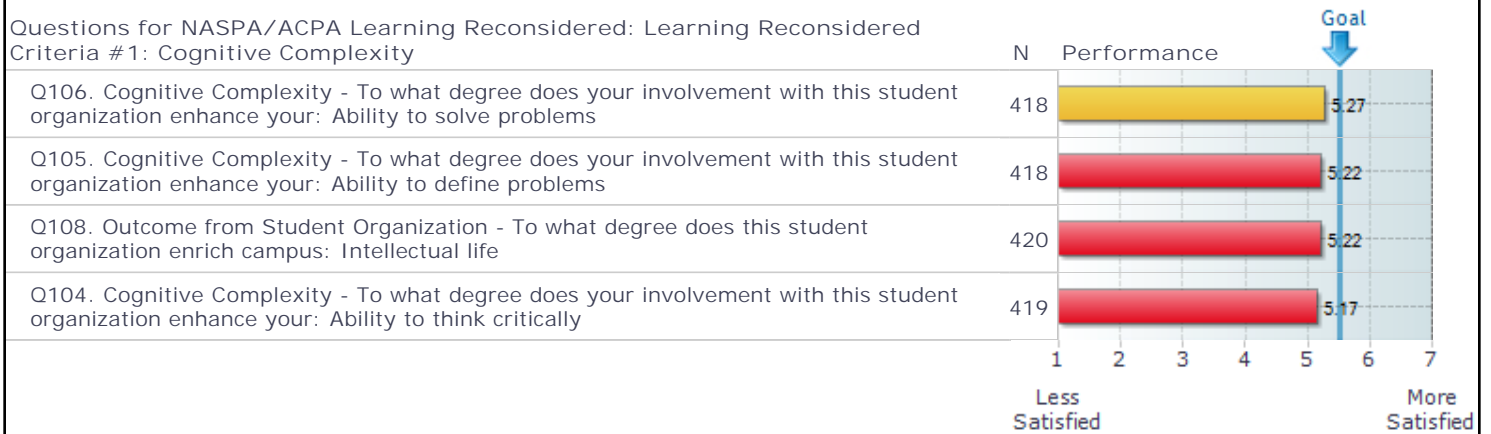 Goal
Questions for NASPA/ACPA Learning Reconsidered: Learning Reconsidered
Criteria #1: Cognitive Complexity N Performance
Q106. Cognitive Complexity - To what degree does your involvement with this student
organization enhance your: Ability to solve problems
418 5.27
Q105. Cognitive Complexity - To what degree does your involvement with this student
organization enhance your: Ability to define problems
418 5.22
Q108. Outcome from Student Organization - To what degree does this student
organization enrich campus: Intellectual life
420 5.22
Q104. Cognitive Complexity - To what degree does your involvement with this student
organization enhance your: Ability to think critically
419 5.17
1 2 3 4 5 6 7
Less More
Satisfied Satisfied